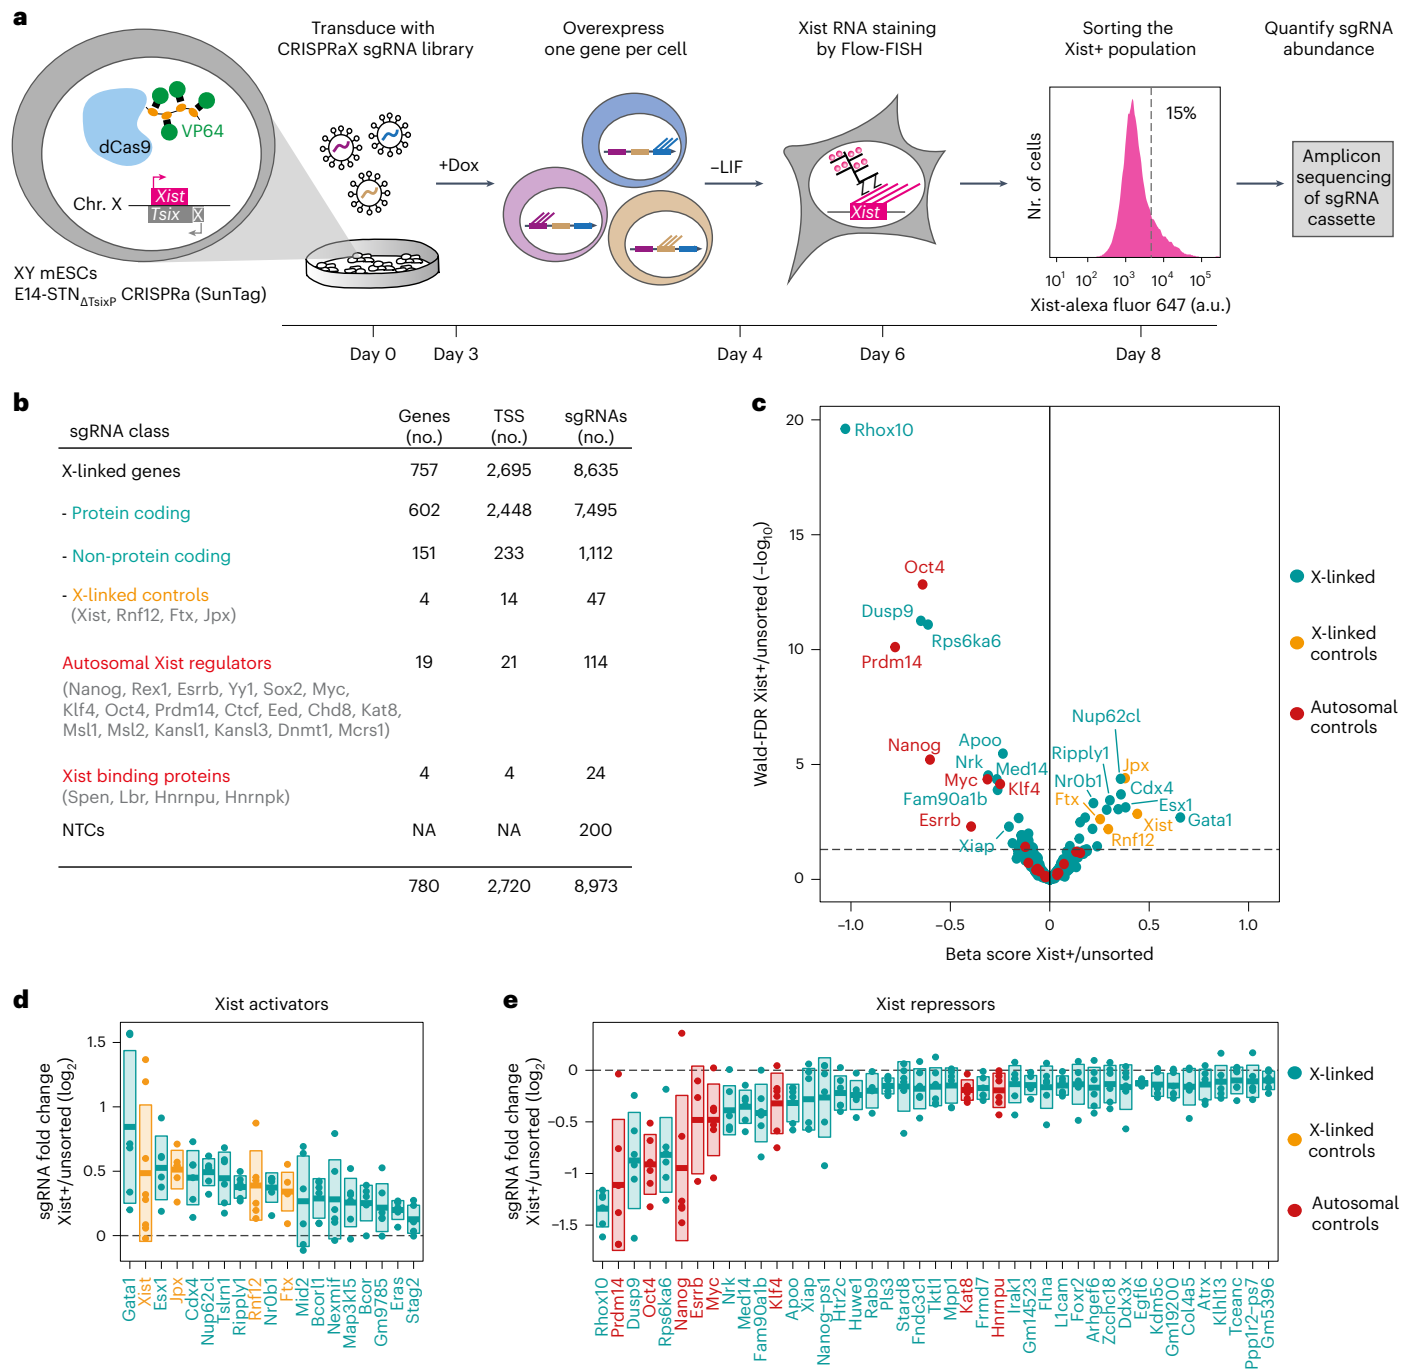 a
Transduce with
CRISPRaX sgRNA library
Overexpress
one gene per cell
Xist RNA staining
by Flow-FISH
Sorting the
Xist+ population
Quantify sgRNA
abundance
VP64
dCas9
Xist
Chr. X
Tsix
X
XY mESCs
E14-STNΔTsixP CRISPRa (SunTag)
+Dox
–LIF
Xist
15%
Nr. of cells
10¹ 10² 10³ 10⁴ 10⁵
Xist-alexa fluor 647 (a.u.)
Amplicon
sequencing
of sgRNA
cassette
Day 0 Day 3 Day 4 Day 6 Day 8
b
sgRNA class Genes (no.) TSS (no.) sgRNAs (no.)
X-linked genes 757 2,695 8,635
- Protein coding 602 2,448 7,495
- Non-protein coding 151 233 1,112
- X-linked controls 4 14 47
(Xist, Rnf12, Ftx, Jpx)
Autosomal Xist regulators 19 21 114
(Nanog, Rex1, Esrrb, Yy1, Sox2, Myc,
Klf4, Oct4, Prdm14, Ctcf, Eed, Chd8, Kat8,
Msl1, Msl2, Kansl1, Kansl3, Dnmt1, Mcrs1)
Xist binding proteins 4 4 24
(Spen, Lbr, Hnrnpu, Hnrnpk)
NTCs NA NA 200
780 2,720 8,973
c
Wald-FDR Xist+/unsorted (–log₁₀)
20
15
10
5
0
Rhox10
Oct4
Dusp9
Rps6ka6
Prdm14
Nup62cl
Nanog
Apoo
Ripply1
Nrk
Med14
Jpx
Myc
Klf4
Nr0b1
Cdx4
Fam90a1b
Ftx
Esx1
Esrrb
Xist
Gata1
Xiap
Rnf12
–1.0 –0.5 0 0.5 1.0
Beta score Xist+/unsorted
X-linked
X-linked
controls
Autosomal
controls
d
Xist activators
sgRNA fold change
Xist+/unsorted (log₂)
1.5
1
0.5
0
Gata1
Xist
Esx1
Jpx
Cdx4
Nup62cl
Tslrn1
Ripply1
Rnf12
Nr0b1
Ftx
Mid2
Bcorl1
Nexmif
Map3kl5
Bcor
Gm9785
Eras
Stag2
e
Xist repressors
sgRNA fold change
Xist+/unsorted (log₂)
0
–0.5
–1
–1.5
Rhox10
Prdm14
Dusp9
Oct4
Rps6ka6
Nanog
Esrrb
Myc
Nrk
Med14
Fam90a1b
Klf4
Apoo
Xiap
Nanog-ps1
Htr2c
Huwe1
Rab9
Pls3
Stard8
Fndc3c1
Tktl1
Mpp1
Kat8
Frmd7
Hnrnpu
Irak1
Gm14523
Flna
L1cam
Foxr2
Arhgef6
Zcchc18
Ddx3x
Egfl6
Kdm5c
Gm19200
Col4a5
Atrx
Klhl13
Tceanc
Ppp1r2-ps7
Gm5396
X-linked
X-linked
controls
Autosomal
controls